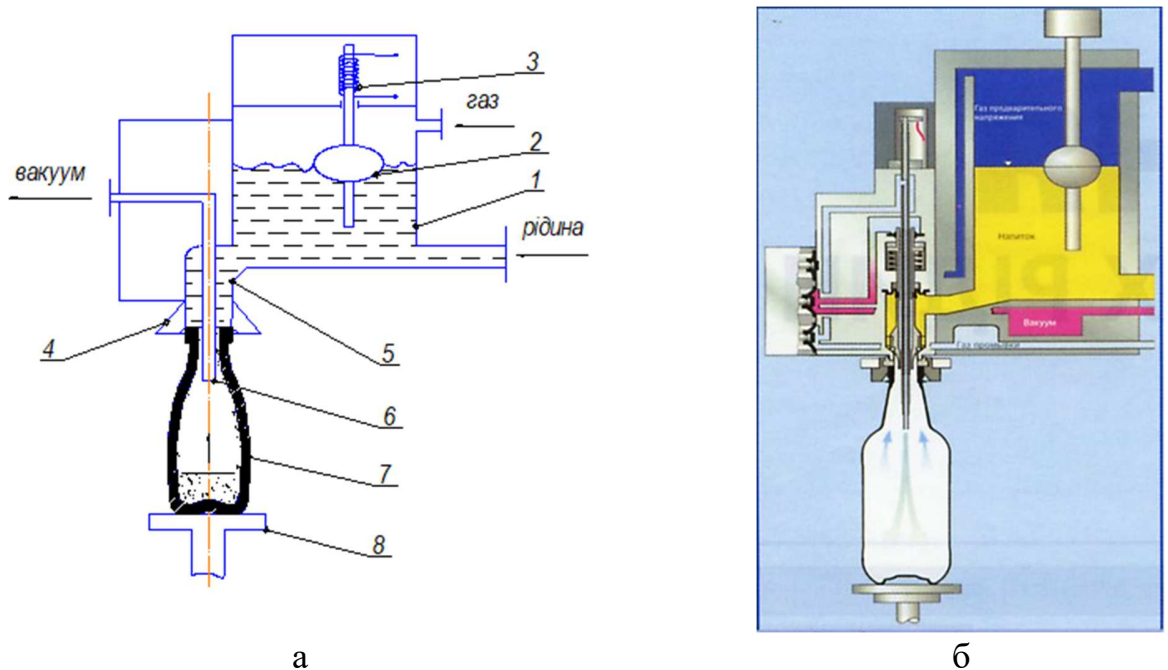 3
газ
2
вакуум
1
рідина
4
5
6
7
8
а
Газ предварительного
напряжения
Напиток
Вакуум
Газ промывки
б